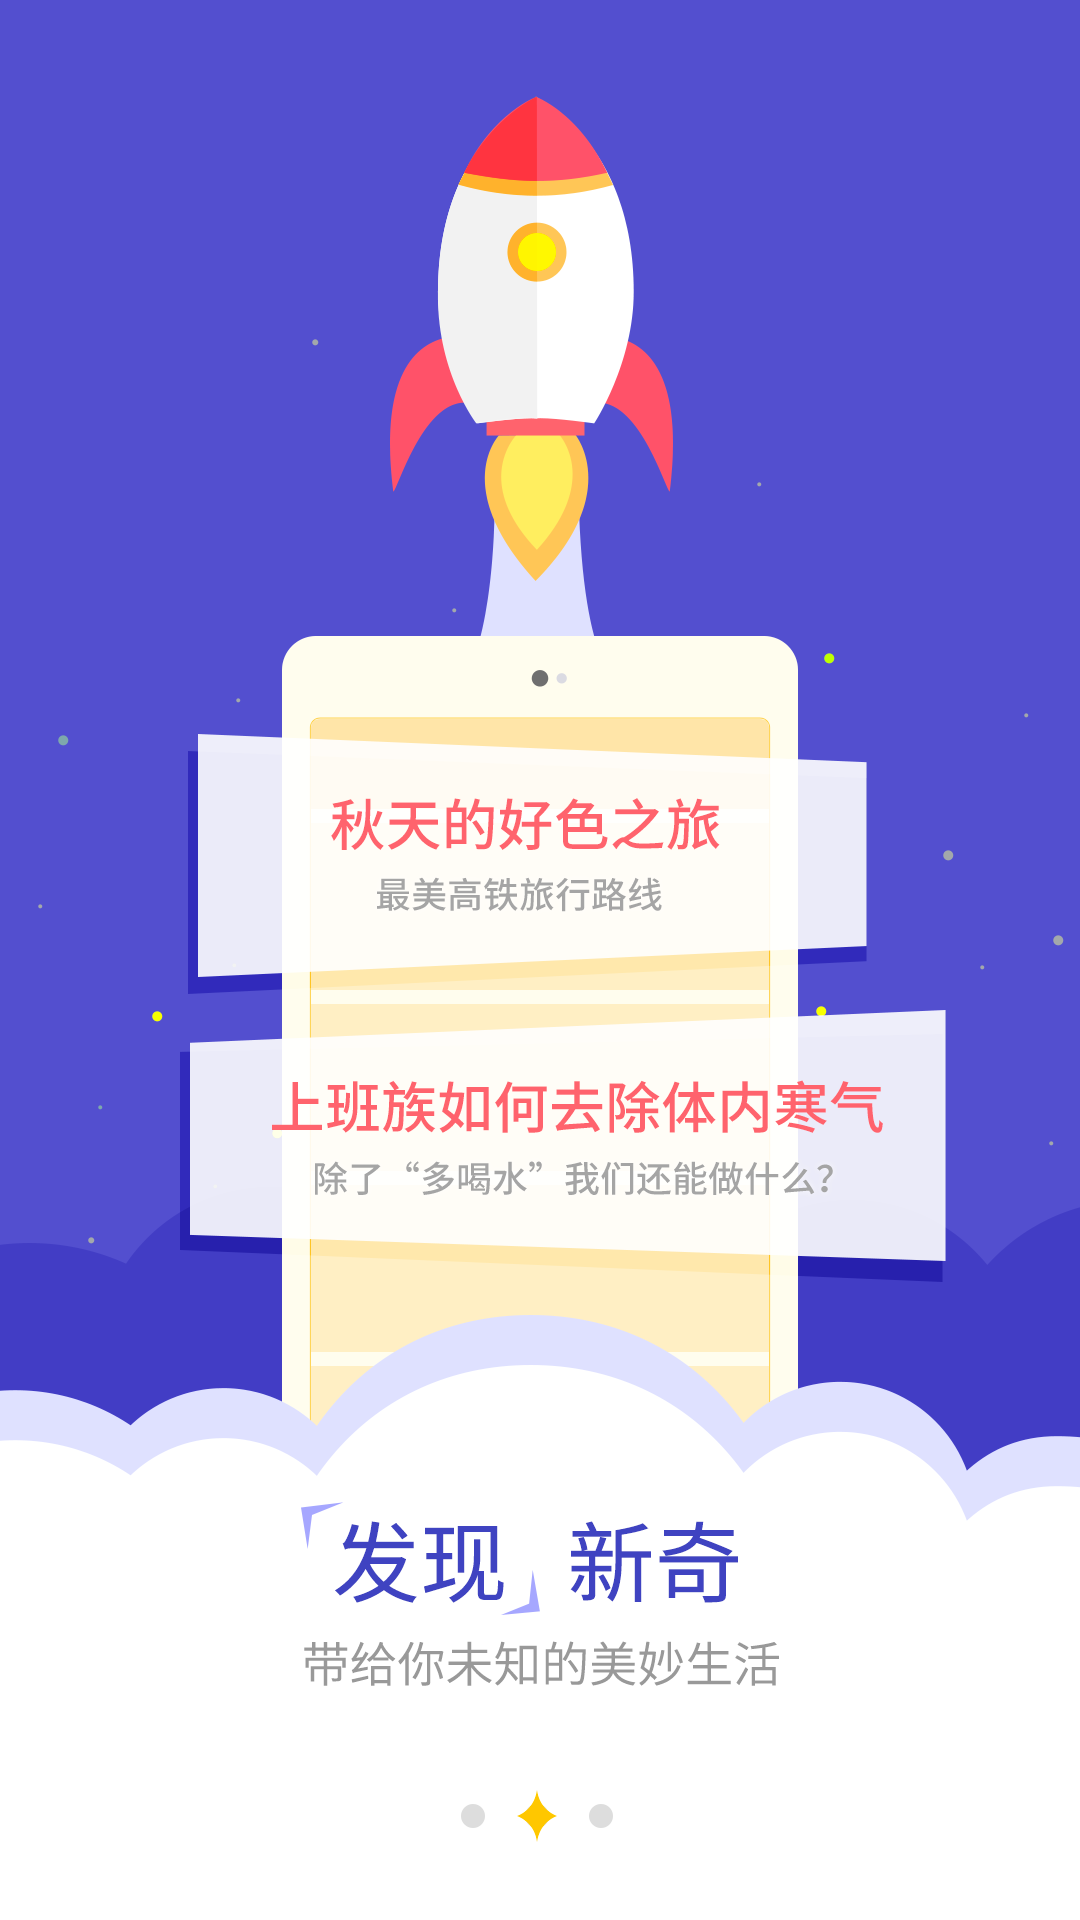 秋天的好色之旅
最美高铁旅行路线
上班族如何去除体内寒气
除了“多喝水”我们还能做什么?
发现 新奇
带给你未知的美妙生活